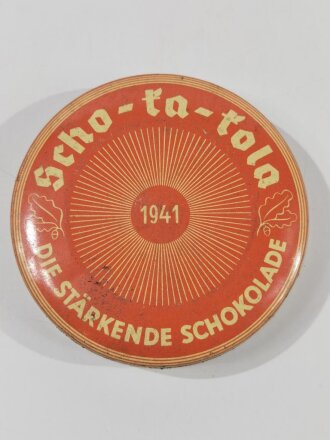 Scho-ka-kola
1941
DIE STÄRKENDE SCHOKOLADE